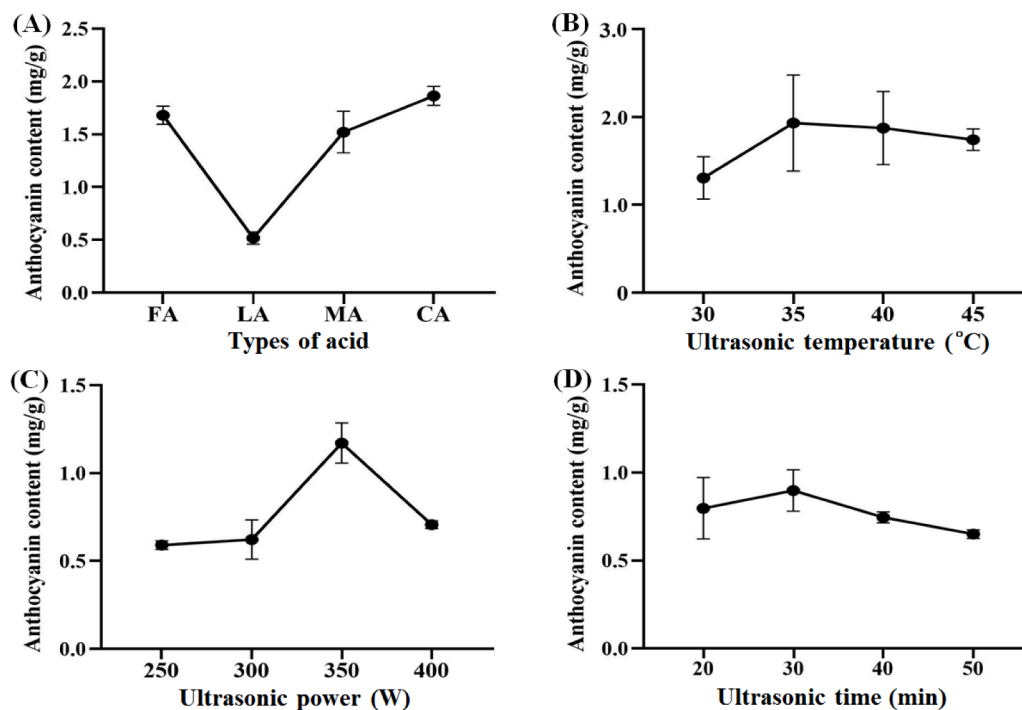 (A)
Anthocyanin content (mg/g)
2.5
2.0
1.5
1.0
0.5
0.0
FA LA MA CA
Types of acid
(B)
Anthocyanin content (mg/g)
3.0
2.0
1.0
0
30 35 40 45
Ultrasonic temperature (°C)
(C)
Anthocyanin content (mg/g)
1.5
1.0
0.5
0.0
250 300 350 400
Ultrasonic power (W)
(D)
Anthocyanin content (mg/g)
1.5
1.0
0.5
0.0
20 30 40 50
Ultrasonic time (min)